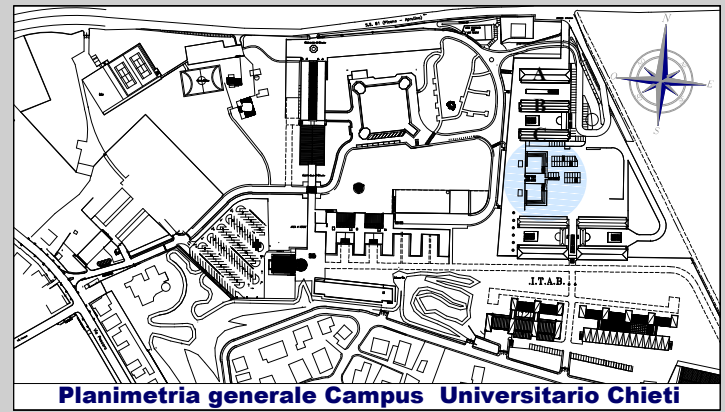 N
S.S. 81 (Piceno - Aprutina)
A
O
E
B
S
C
.I.T.A.B.
Planimetria generale Campus Universitario Chieti